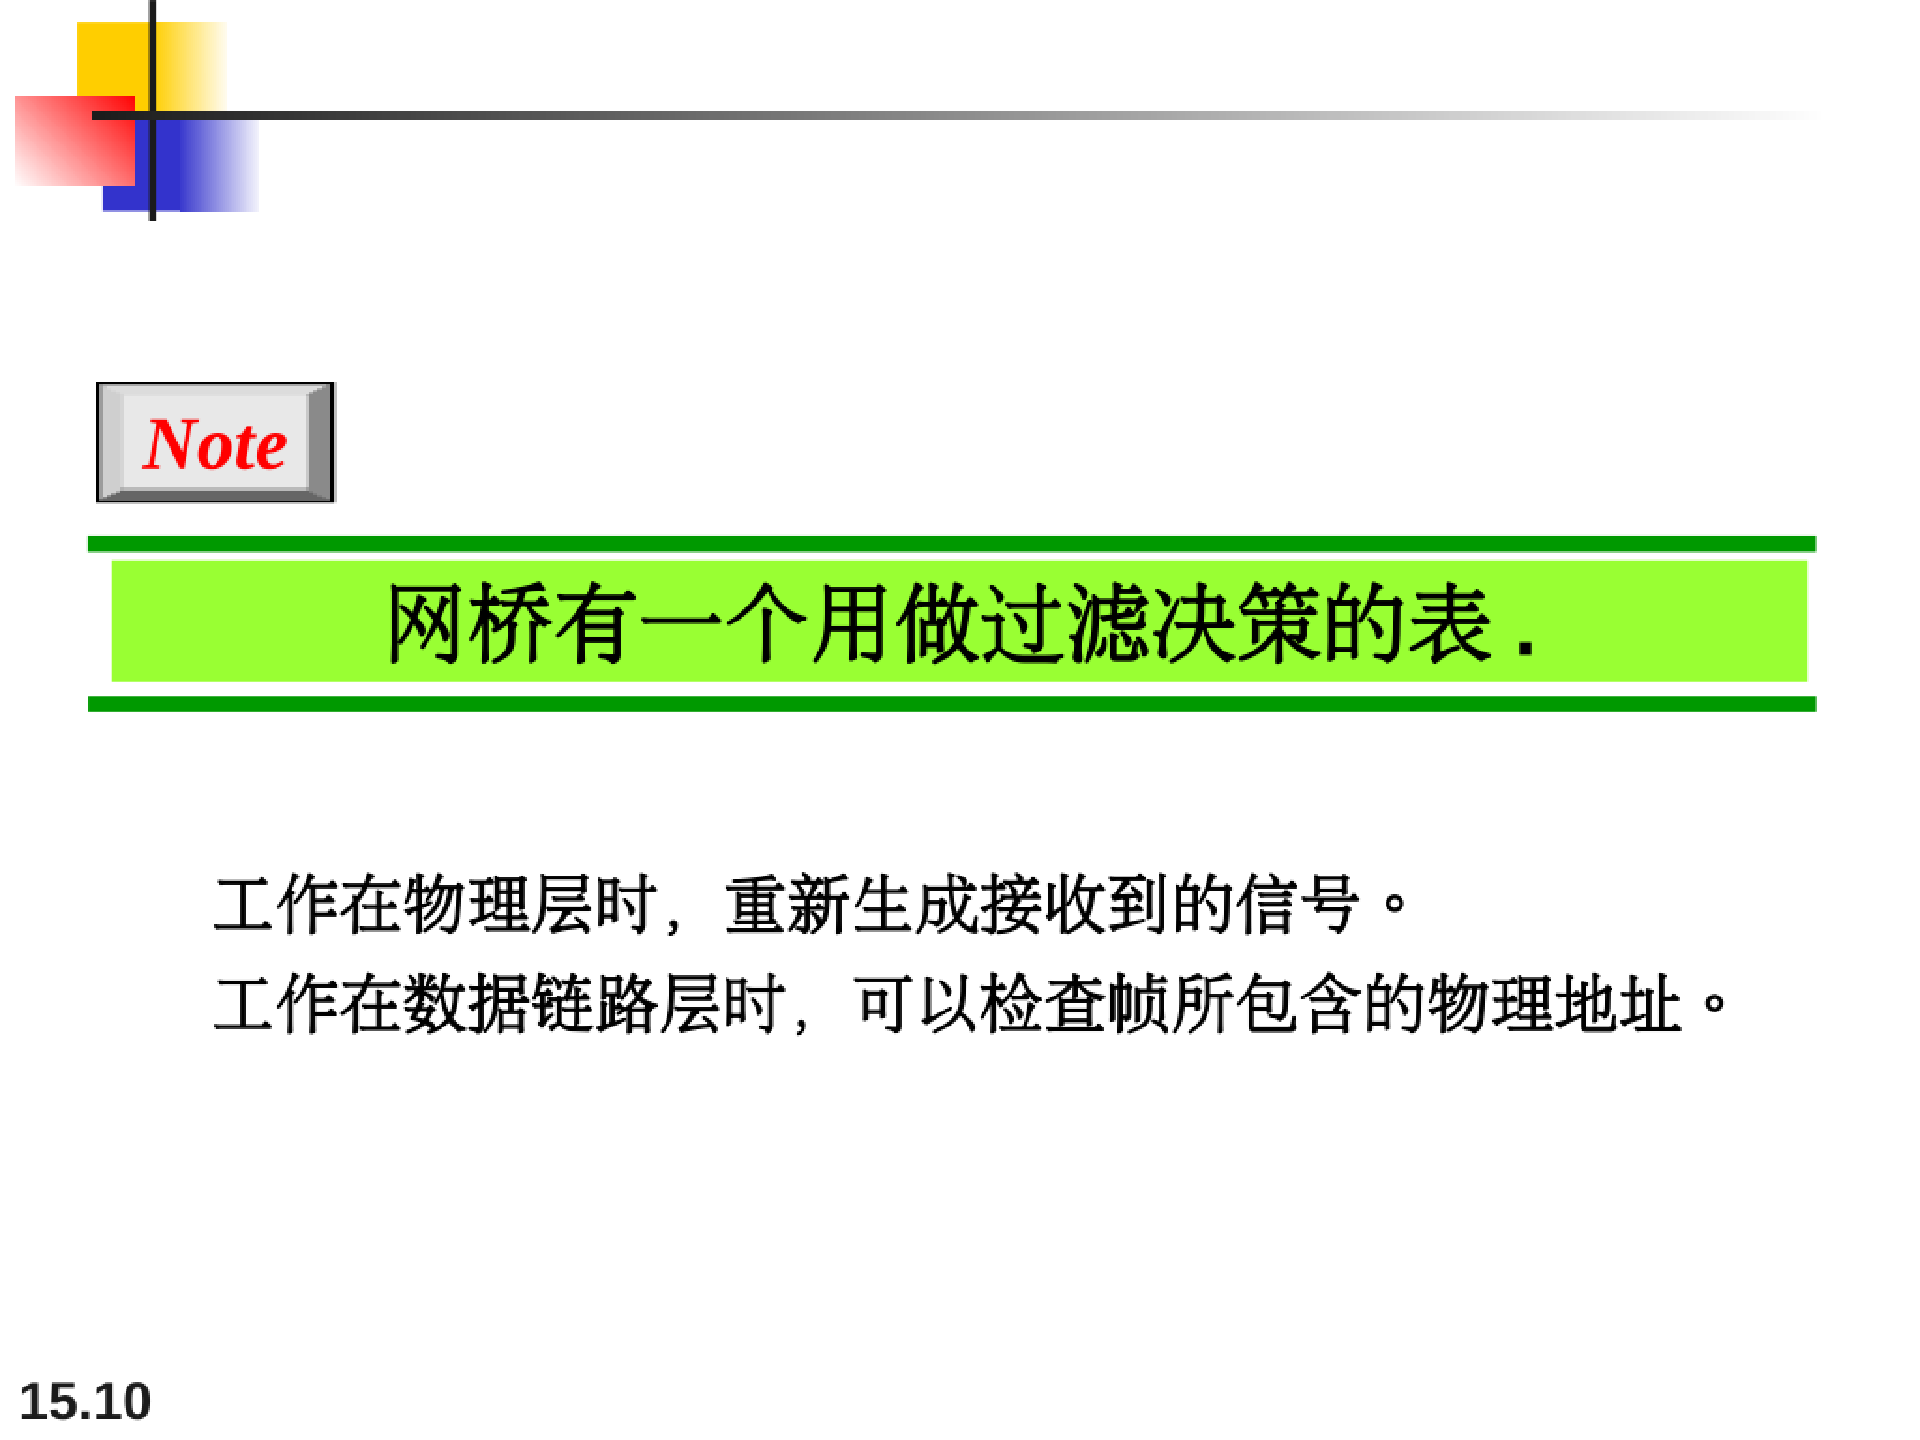 Note
网桥有一个用做过滤决策的表.
工作在物理层时，重新生成接收到的信号。
工作在数据链路层时，可以检查帧所包含的物理地址。
15.10